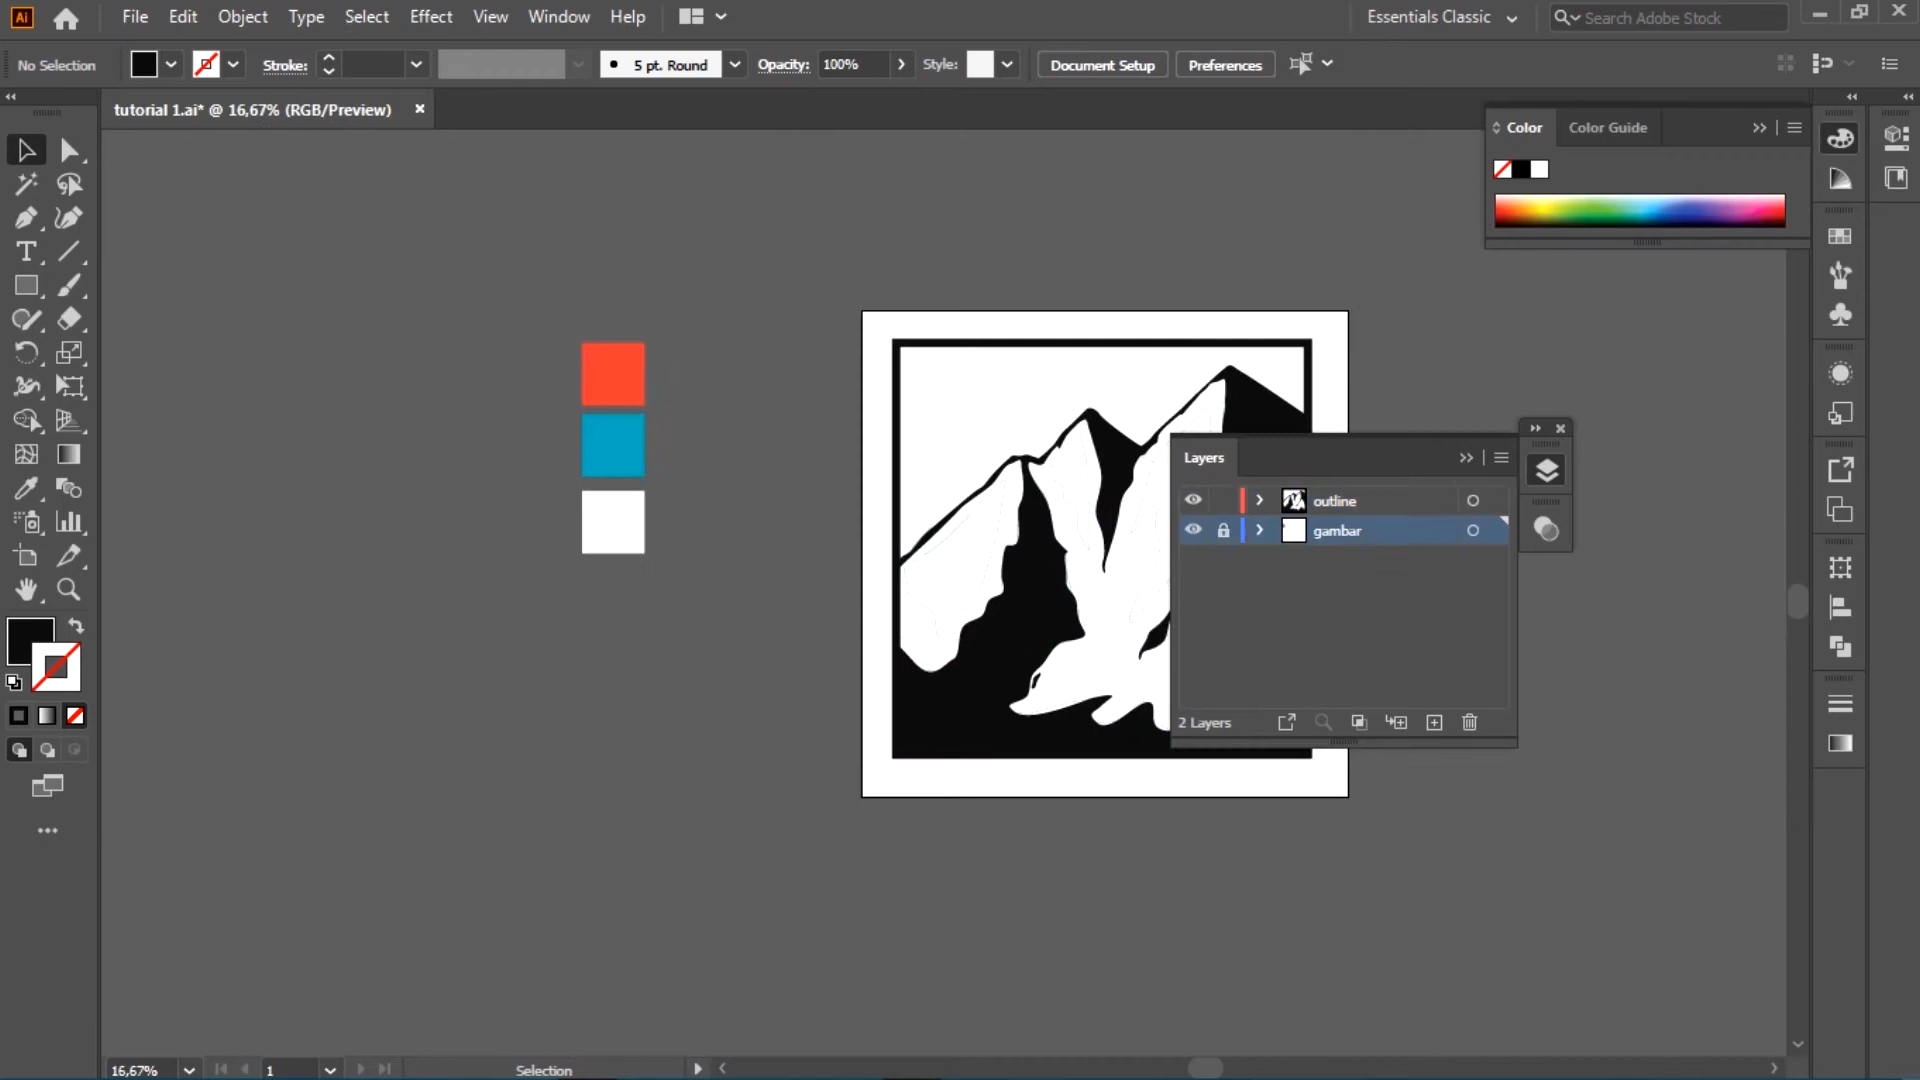 Ai File Edit Object Type Select Effect View Window Help Essentials Classic Search Adobe Stock
No Selection Stroke: 5 pt. Round Opacity: 100% Style: Document Setup Preferences
tutorial 1.ai* @ 16,67% (RGB/Preview)
Color Color Guide
Layers
outline
gambar
2 Layers
16,67% 1 Selection